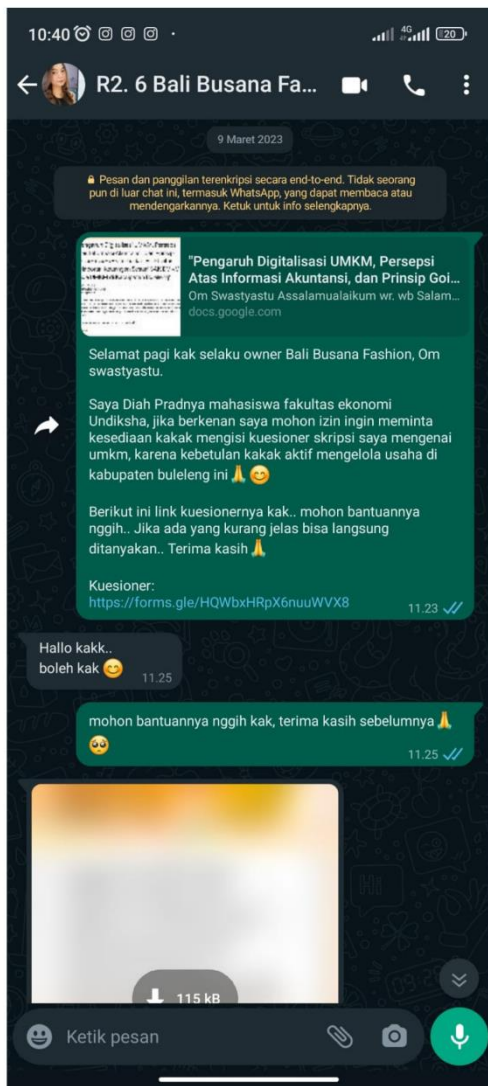 10:40
4G
20
R2. 6 Bali Busana Fa...
9 Maret 2023
Pesan dan panggilan terenkripsi secara end-to-end. Tidak seorang
pun di luar chat ini, termasuk WhatsApp, yang dapat membaca atau
mendengarkannya. Ketuk untuk info selengkapnya.
"Pengaruh Digitalisasi UMKM, Persepsi
Atas Informasi Akuntansi, dan Prinsip Goi...
Om Swastyastu Assalamualaikum wr. wb Salam...
docs.google.com
Selamat pagi kak selaku owner Bali Busana Fashion, Om
swastyastu.
Saya Diah Pradnya mahasiswa fakultas ekonomi
Undiksha, jika berkenan saya mohon izin ingin meminta
kesediaan kakak mengisi kuesioner skripsi saya mengenai
umkm, karena kebetulan kakak aktif mengelola usaha di
kabupaten buleleng ini🙏😊
Berikut ini link kuesionernya kak.. mohon bantuannya
nggih.. Jika ada yang kurang jelas bisa langsung
ditanyakan.. Terima kasih🙏
Kuesioner:
https://forms.gle/HQWbxHRpX6nuuWVX8
11.23
Hallo kakk..
boleh kak😊
11.25
mohon bantuannya nggih kak, terima kasih sebelumnya🙏
🥺
11.25
115 kB
Ketik pesan